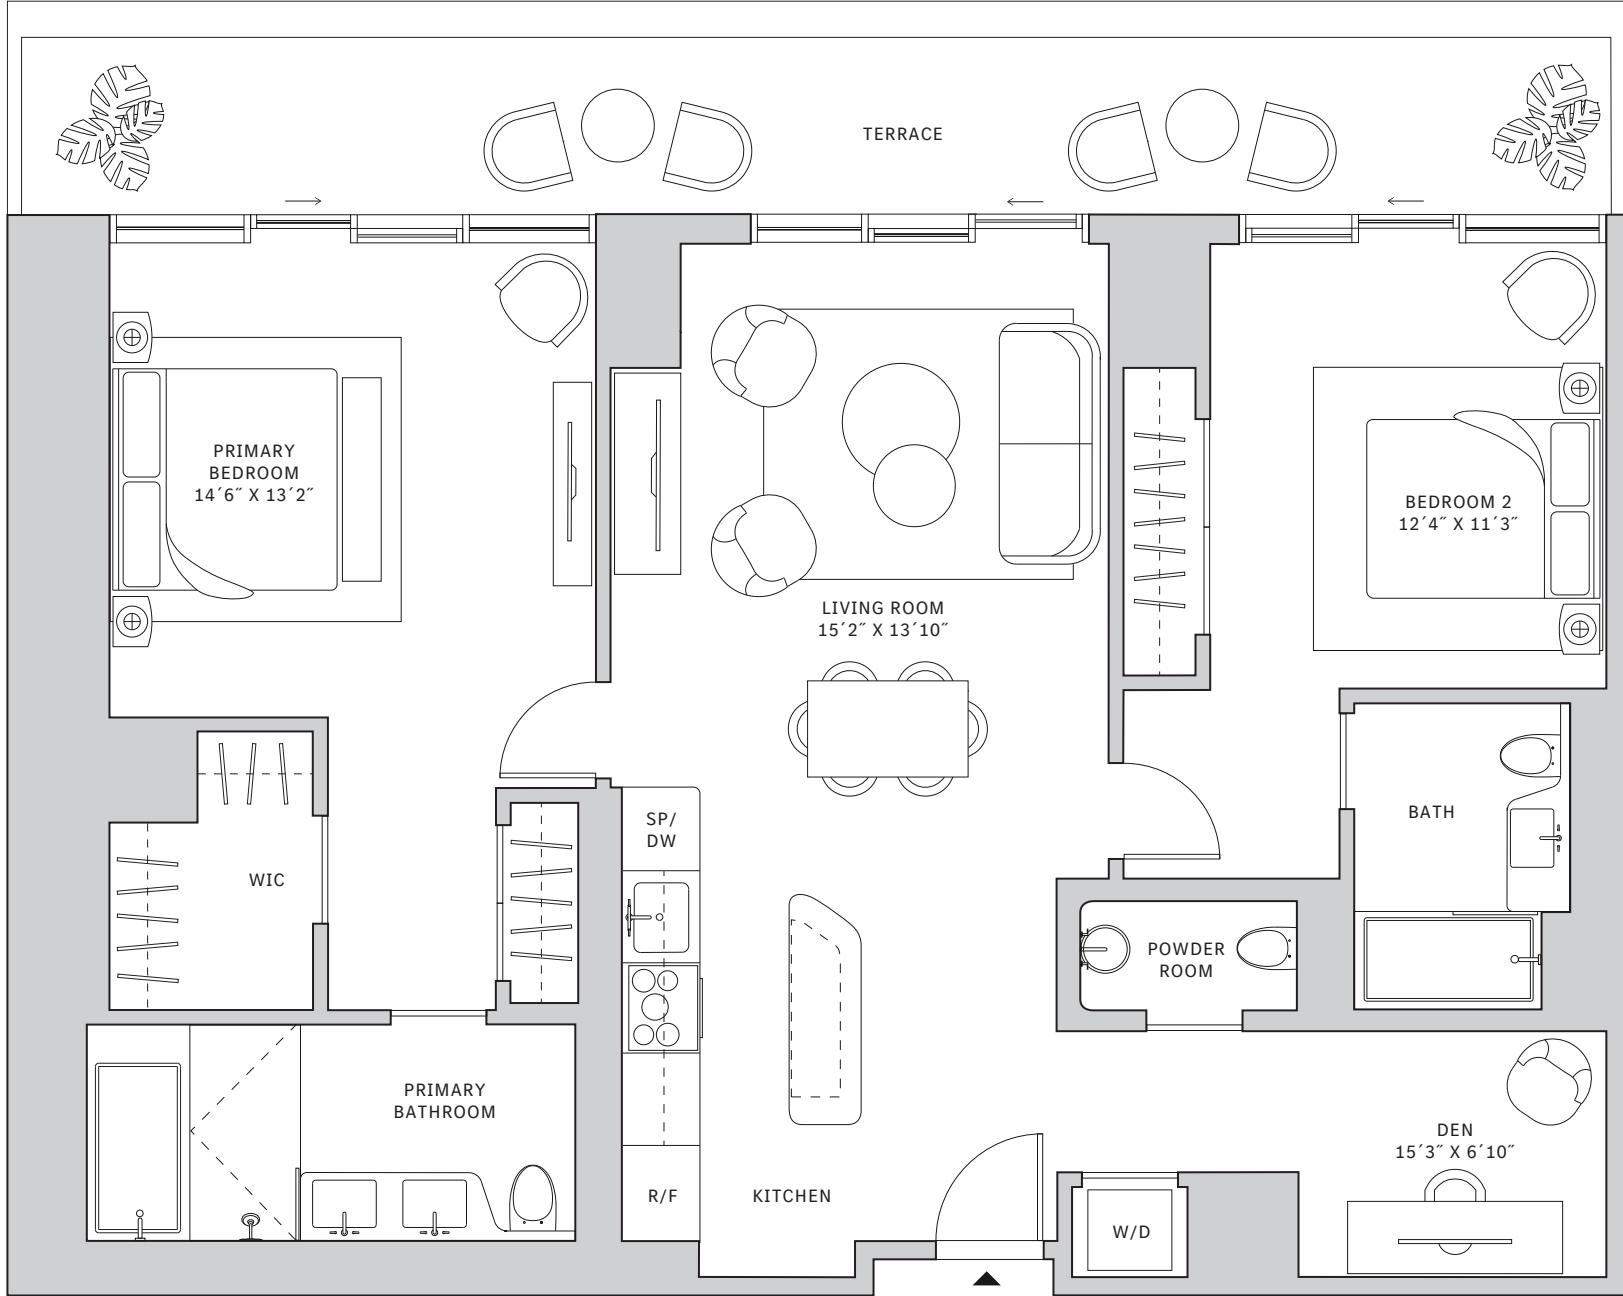 TERRACE
PRIMARY
BEDROOM
14´6˝ X 13´2˝
BEDROOM 2
12´4˝ X 11´3˝
LIVING ROOM
15´2˝ X 13´10˝
SP/
DW
BATH
WIC
POWDER
ROOM
PRIMARY
BATHROOM
DEN
15´3˝ X 6´10˝
R/F
KITCHEN
W/D